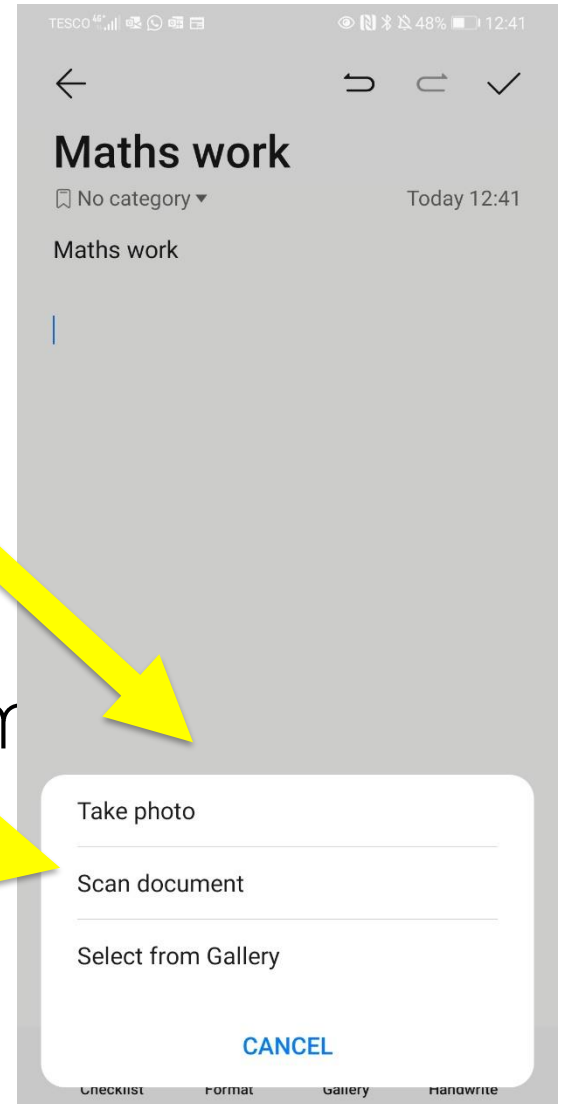 TESCO 48% 12:41
Maths work
No category Today 12:41
Maths work
m
Take photo
Scan document
Select from Gallery
CANCEL
Checklist Format Gallery Handwrite